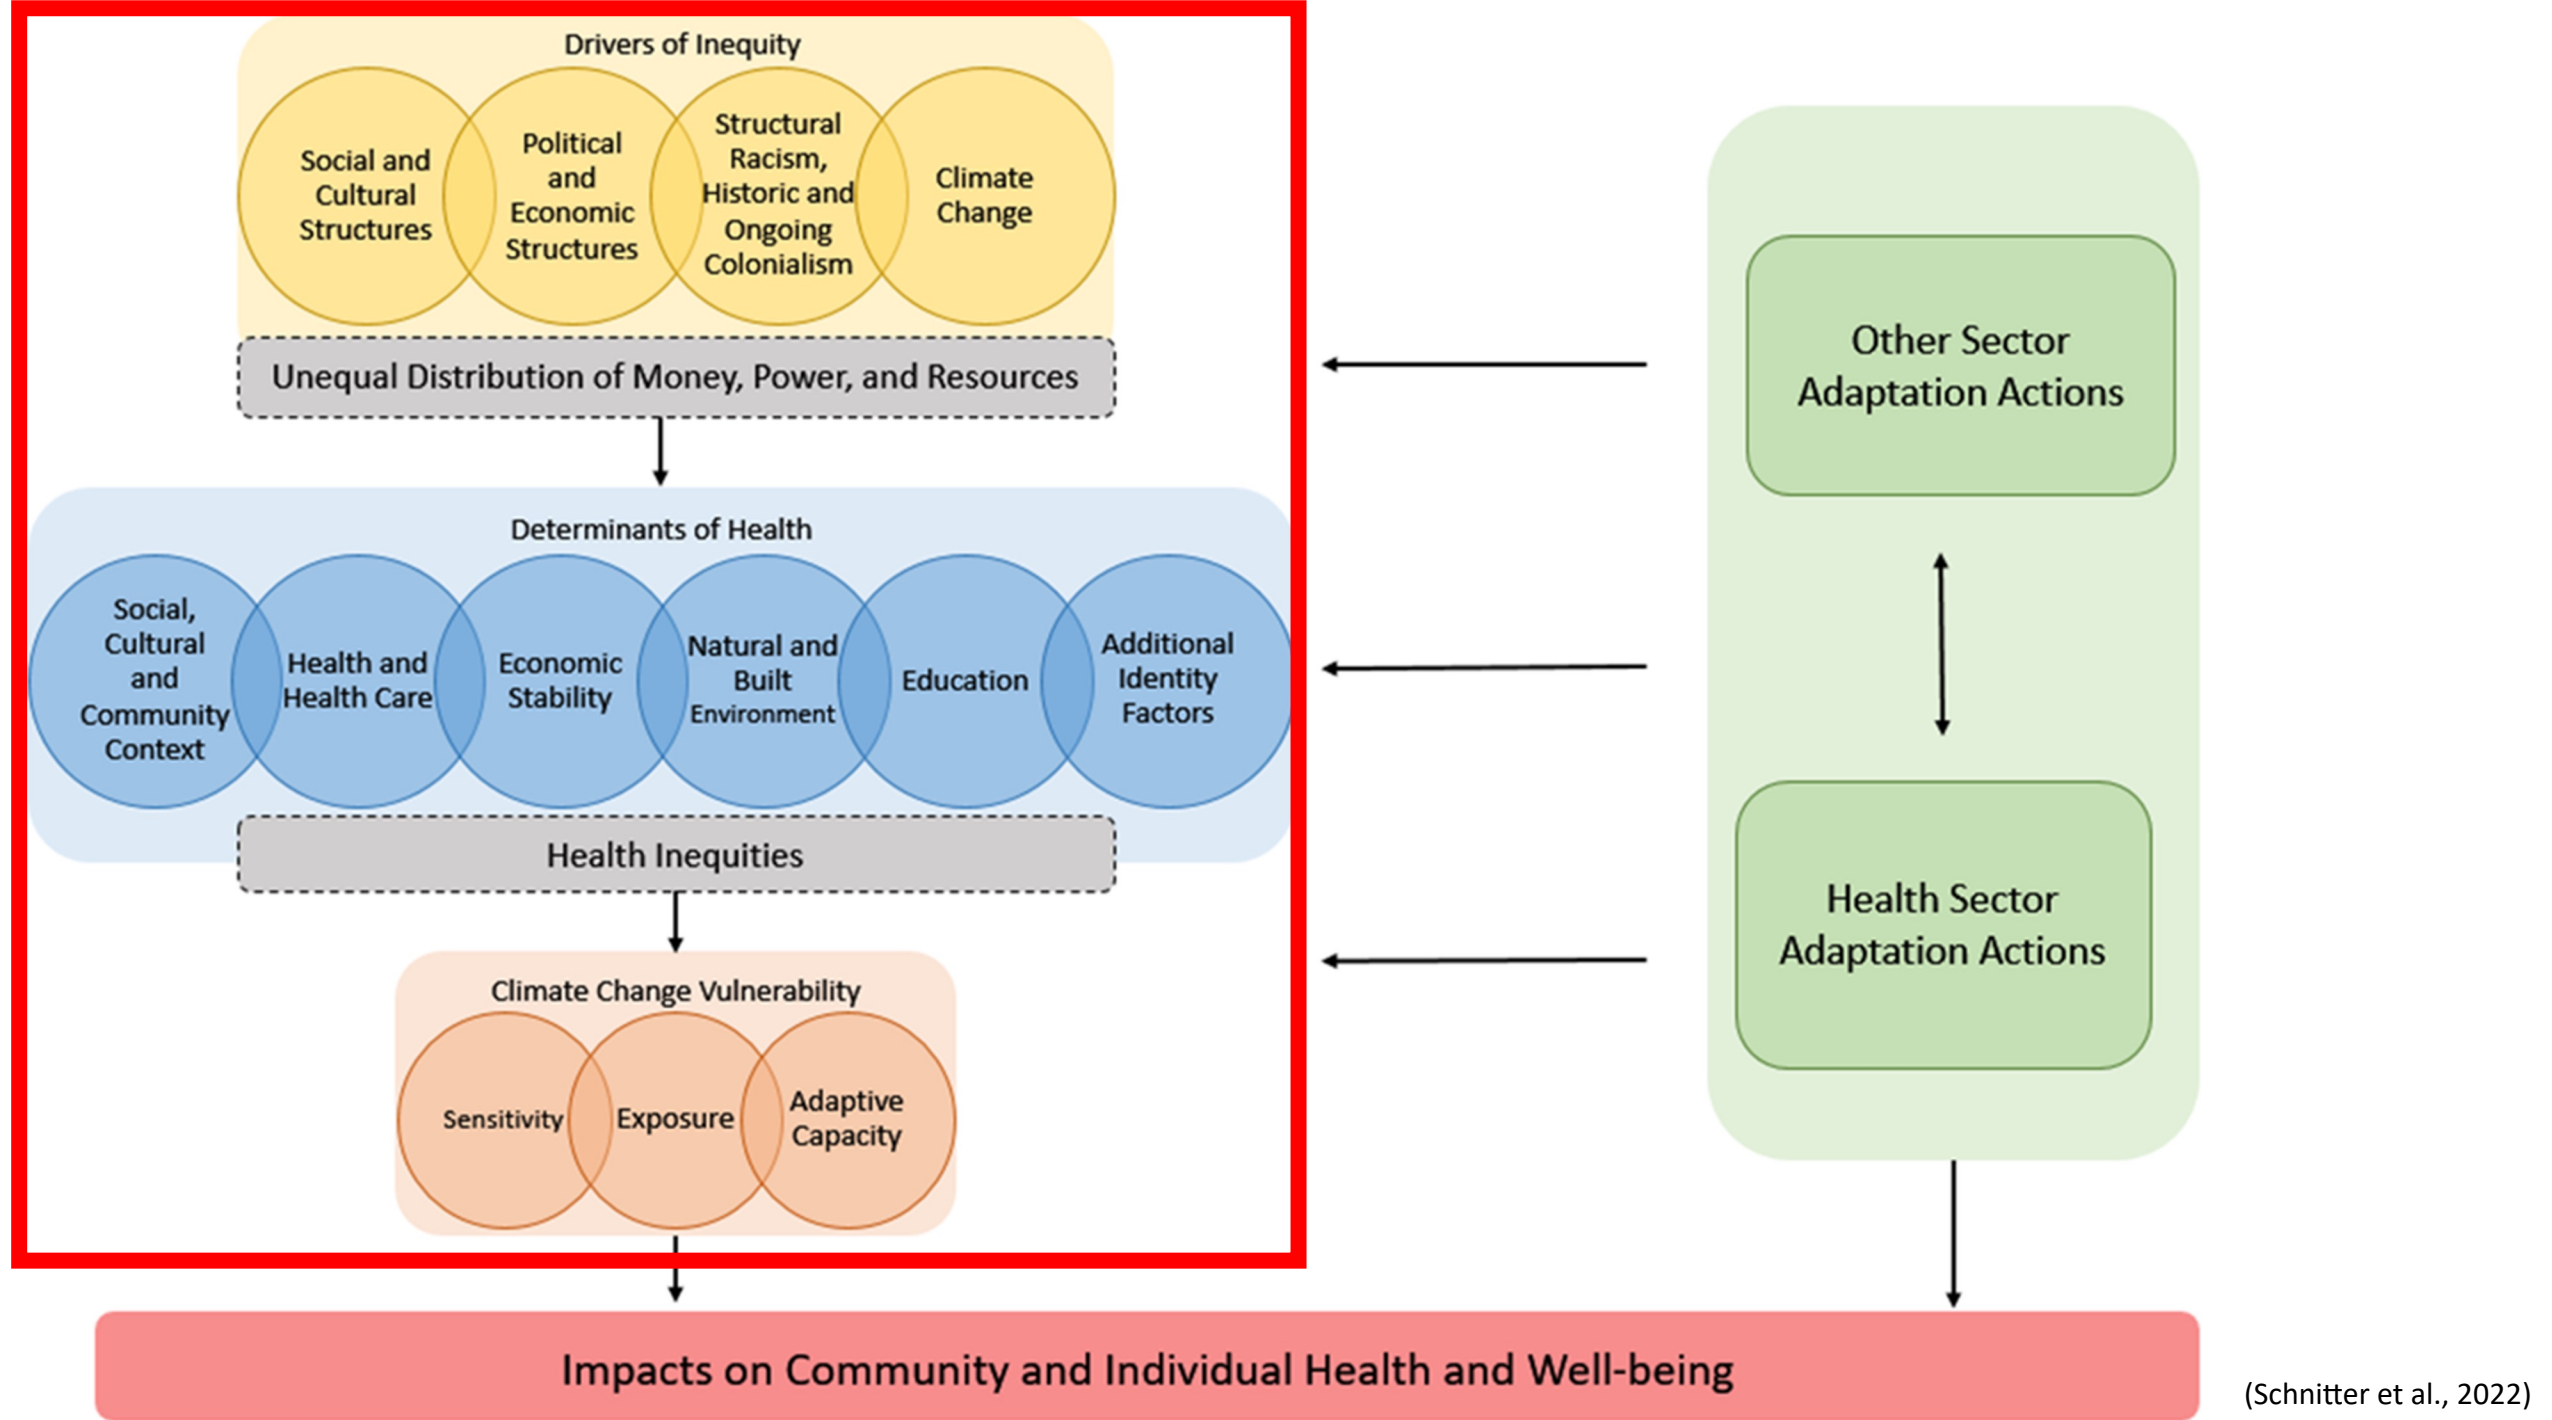 Drivers of Inequity
Social and
Cultural
Structures
Political
and
Economic
Structures
Structural
Racism,
Historic and
Ongoing
Colonialism
Climate
Change
Unequal Distribution of Money, Power, and Resources
Determinants of Health
Social,
Cultural
and
Community
Context
Health and
Health Care
Economic
Stability
Natural and
Built
Environment
Education
Additional
Identity
Factors
Health Inequities
Climate Change Vulnerability
Sensitivity
Exposure
Adaptive
Capacity
Other Sector
Adaptation Actions
Health Sector
Adaptation Actions
Impacts on Community and Individual Health and Well-being
(Schnitter et al., 2022)